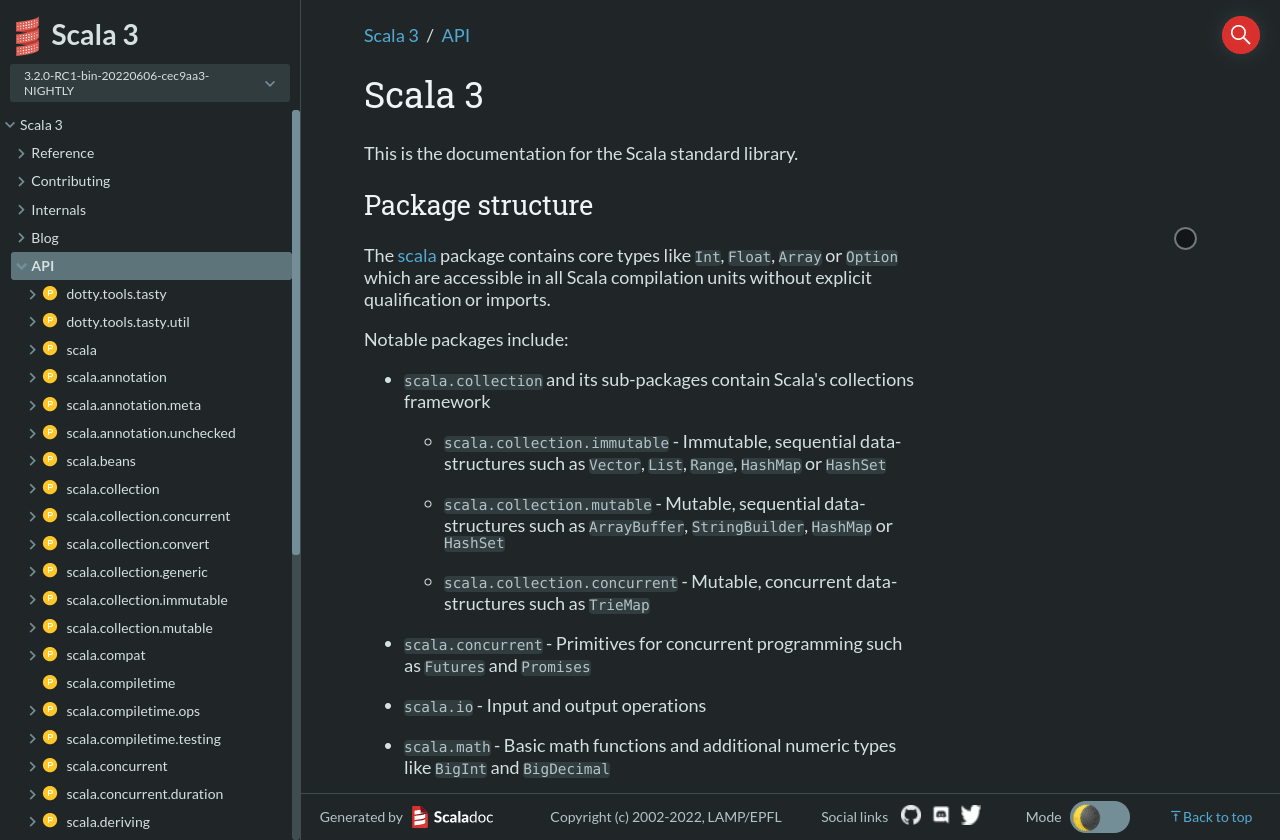 Scala 3
3.2.0-RC1-bin-20220606-cec9aa3-
NIGHTLY
Scala 3
Reference
Contributing
Internals
Blog
API
P dotty.tools.tasty
P dotty.tools.tasty.util
P scala
P scala.annotation
P scala.annotation.meta
P scala.annotation.unchecked
P scala.beans
P scala.collection
P scala.collection.concurrent
P scala.collection.convert
P scala.collection.generic
P scala.collection.immutable
P scala.collection.mutable
P scala.compat
P scala.compiletime
P scala.compiletime.ops
P scala.compiletime.testing
P scala.concurrent
P scala.concurrent.duration
P scala.deriving
Scala 3 / API
Scala 3
This is the documentation for the Scala standard library.
Package structure
The scala package contains core types like Int, Float, Array or Option
which are accessible in all Scala compilation units without explicit
qualification or imports.
Notable packages include:
• scala.collection and its sub-packages contain Scala's collections
framework
◦ scala.collection.immutable - Immutable, sequential data-
structures such as Vector, List, Range, HashMap or HashSet
◦ scala.collection.mutable - Mutable, sequential data-
structures such as ArrayBuffer, StringBuilder, HashMap or
HashSet
◦ scala.collection.concurrent - Mutable, concurrent data-
structures such as TrieMap
• scala.concurrent - Primitives for concurrent programming such
as Futures and Promises
• scala.io - Input and output operations
• scala.math - Basic math functions and additional numeric types
like BigInt and BigDecimal
Generated by Scaladoc Copyright (c) 2002-2022, LAMP/EPFL Social links Mode Back to top